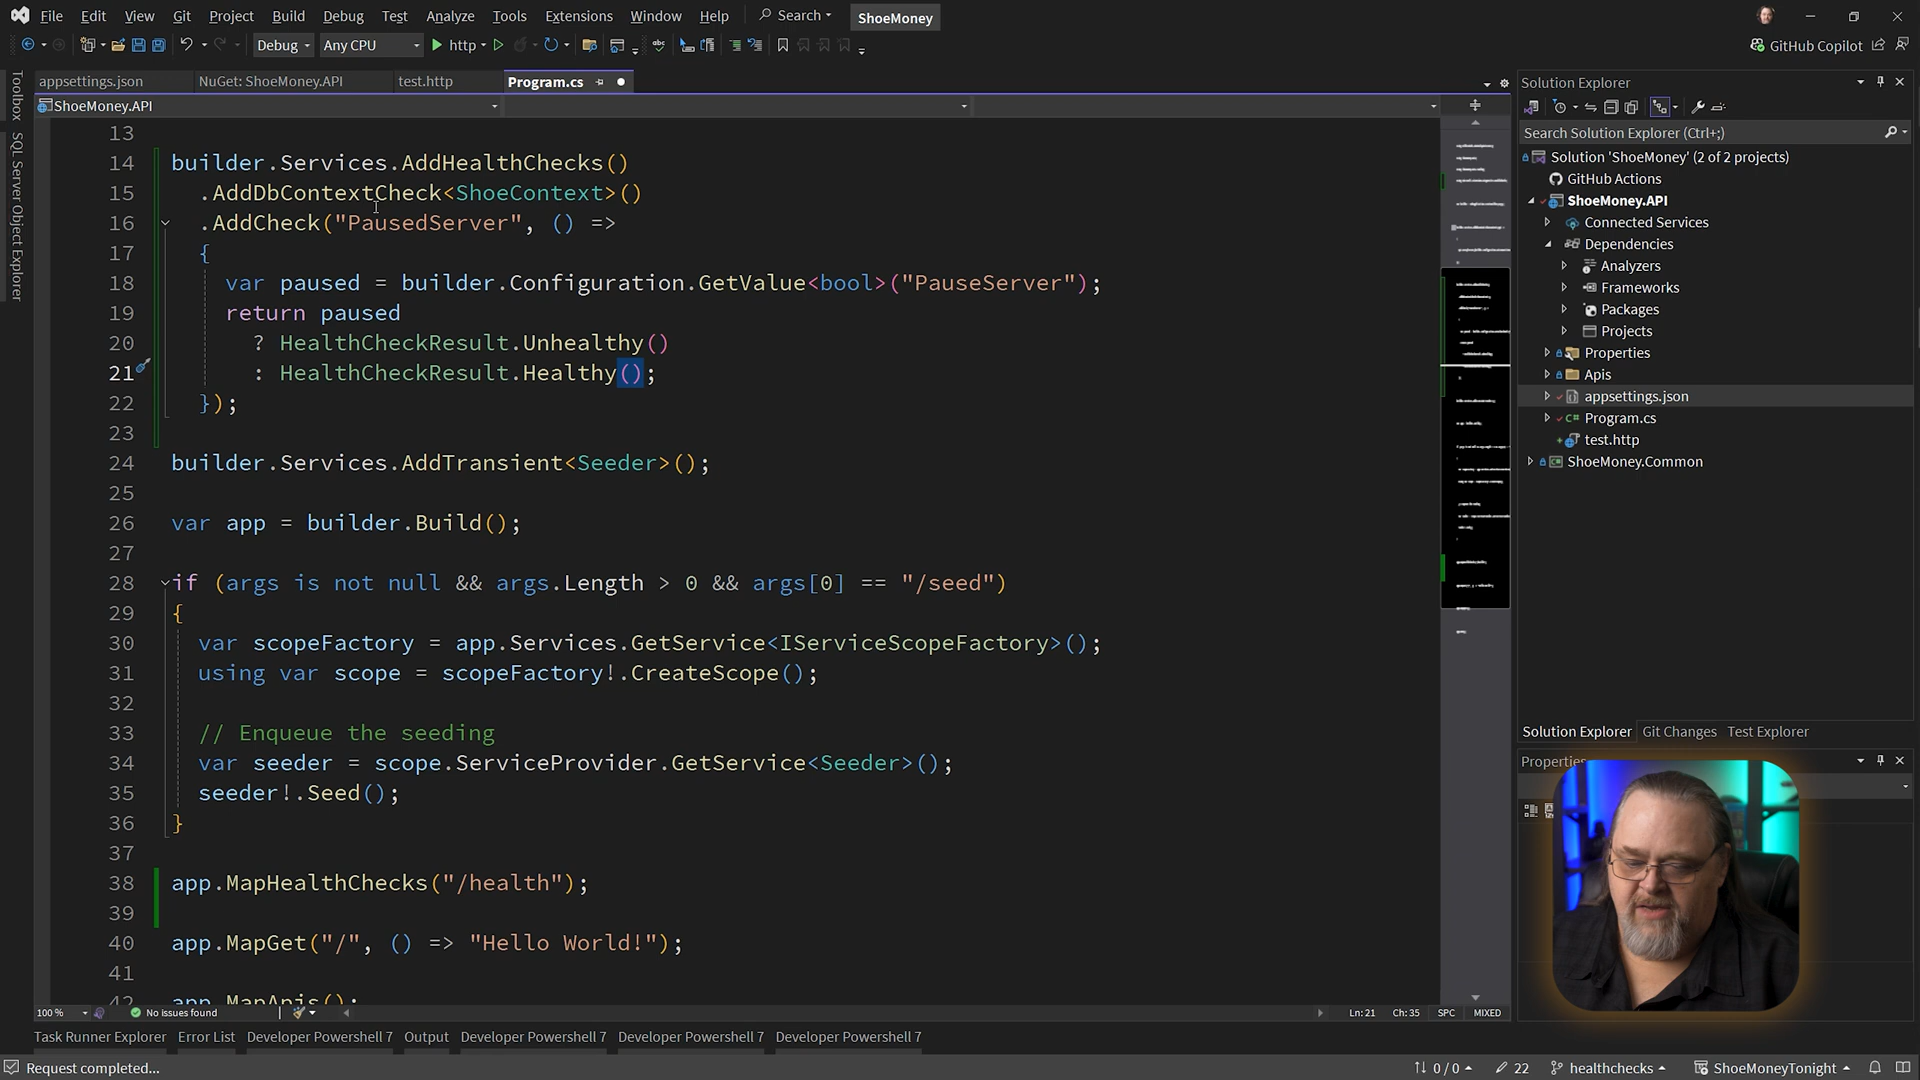 File Edit View Git Project Build Debug Test Analyze Tools Extensions Window Help Search ShoeMoney
Debug Any CPU http GitHub Copilot
appsettings.json NuGet: ShoeMoney.API test.http Program.cs
ShoeMoney.API
Toolbox
SQL Server Object Explorer
13
14 builder.Services.AddHealthChecks()
15 .AddDbContextCheck<ShoeContext>()
16 .AddCheck("PausedServer", () =>
17 {
18 var paused = builder.Configuration.GetValue<bool>("PauseServer");
19 return paused
20 ? HealthCheckResult.Unhealthy()
21 : HealthCheckResult.Healthy();
22 });
23
24 builder.Services.AddTransient<Seeder>();
25
26 var app = builder.Build();
27
28 if (args is not null && args.Length > 0 && args[0] == "/seed")
29 {
30 var scopeFactory = app.Services.GetService<IServiceScopeFactory>();
31 using var scope = scopeFactory!.CreateScope();
32
33 // Enqueue the seeding
34 var seeder = scope.ServiceProvider.GetService<Seeder>();
35 seeder!.Seed();
36 }
37
38 app.MapHealthChecks("/health");
39
40 app.MapGet("/", () => "Hello World!");
41
42 app.MapApis();
100 % No issues found Ln: 21 Ch: 35 SPC MIXED
Task Runner Explorer Error List Developer Powershell 7 Output Developer Powershell 7 Developer Powershell 7 Developer Powershell 7
Request completed... 0 / 0 22 healthchecks ShoeMoneyTonight
Solution Explorer
Search Solution Explorer (Ctrl+;)
Solution 'ShoeMoney' (2 of 2 projects)
GitHub Actions
ShoeMoney.API
Connected Services
Dependencies
Analyzers
Frameworks
Packages
Projects
Properties
Apis
appsettings.json
Program.cs
test.http
ShoeMoney.Common
Solution Explorer Git Changes Test Explorer
Properties